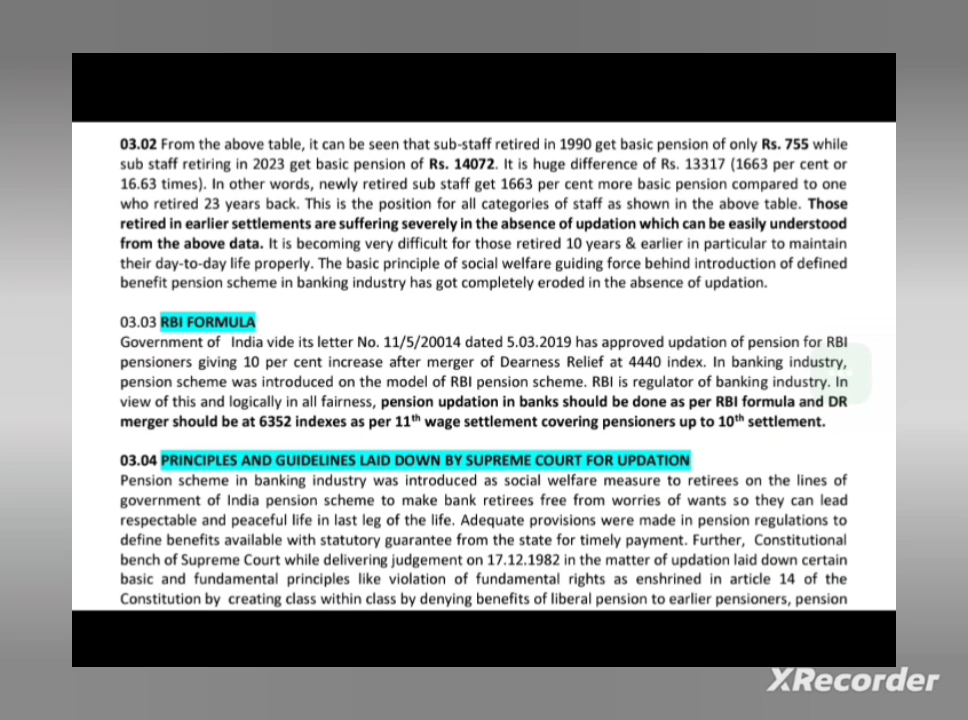 03.02 From the above table, it can be seen that sub-staff retired in 1990 get basic pension of only Rs. 755 while
sub staff retiring in 2023 get basic pension of Rs. 14072. It is huge difference of Rs. 13317 (1663 per cent or
16.63 times). In other words, newly retired sub staff get 1663 per cent more basic pension compared to one
who retired 23 years back. This is the position for all categories of staff as shown in the above table. Those
retired in earlier settlements are suffering severely in the absence of updation which can be easily understood
from the above data. It is becoming very difficult for those retired 10 years & earlier in particular to maintain
their day-to-day life properly. The basic principle of social welfare guiding force behind introduction of defined
benefit pension scheme in banking industry has got completely eroded in the absence of updation.
03.03 RBI FORMULA
Government of India vide its letter No. 11/5/20014 dated 5.03.2019 has approved updation of pension for RBI
pensioners giving 10 per cent increase after merger of Dearness Relief at 4440 index. In banking industry,
pension scheme was introduced on the model of RBI pension scheme. RBI is regulator of banking industry. In
view of this and logically in all fairness, pension updation in banks should be done as per RBI formula and DR
merger should be at 6352 indexes as per 11th wage settlement covering pensioners up to 10th settlement.
03.04 PRINCIPLES AND GUIDELINES LAID DOWN BY SUPREME COURT FOR UPDATION
Pension scheme in banking industry was introduced as social welfare measure to retirees on the lines of
government of India pension scheme to make bank retirees free from worries of wants so they can lead
respectable and peaceful life in last leg of the life. Adequate provisions were made in pension regulations to
define benefits available with statutory guarantee from the state for timely payment. Further, Constitutional
bench of Supreme Court while delivering judgement on 17.12.1982 in the matter of updation laid down certain
basic and fundamental principles like violation of fundamental rights as enshrined in article 14 of the
Constitution by creating class within class by denying benefits of liberal pension to earlier pensioners, pension
XRecorder